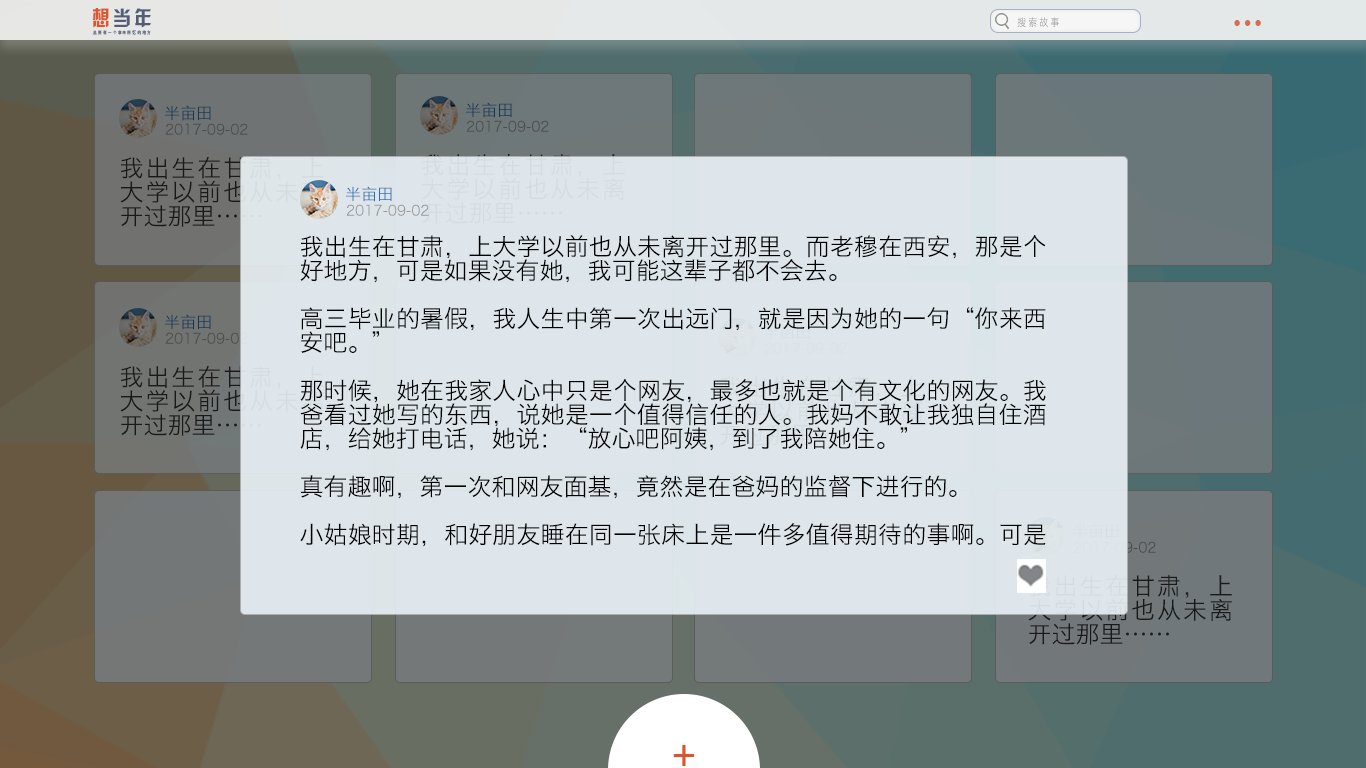 想当年
搜索故事
半亩田
2017-09-02
我出生在甘肃，上
大学以前也从未
开过那里……
半亩田
2017-09-02
我出生在甘肃，上
大学以前也从未离
开过那里……
半亩田
2017-09-02
我出生在甘肃，上大学以前也从未离开过那里。而老穆在西安，那是个
好地方，可是如果没有她，我可能这辈子都不会去。
高三毕业的暑假，我人生中第一次出远门，就是因为她的一句“你来西
安吧。”
那时候，她在我家人心中只是个网友，最多也就是个有文化的网友。我
爸看过她写的东西，说她是一个值得信任的人。我妈不敢让我独自住酒
店，给她打电话，她说：“放心吧阿姨，到了我陪她住。”
真有趣啊，第一次和网友面基，竟然是在爸妈的监督下进行的。
小姑娘时期，和好朋友睡在同一张床上是一件多值得期待的事啊。可是
半亩田
2017-09-0
我出生在甘肃，上
大学以前也从未
开过那里……
9-02
我出生在甘肃，上
大学以前也从未离
开过那里……
+